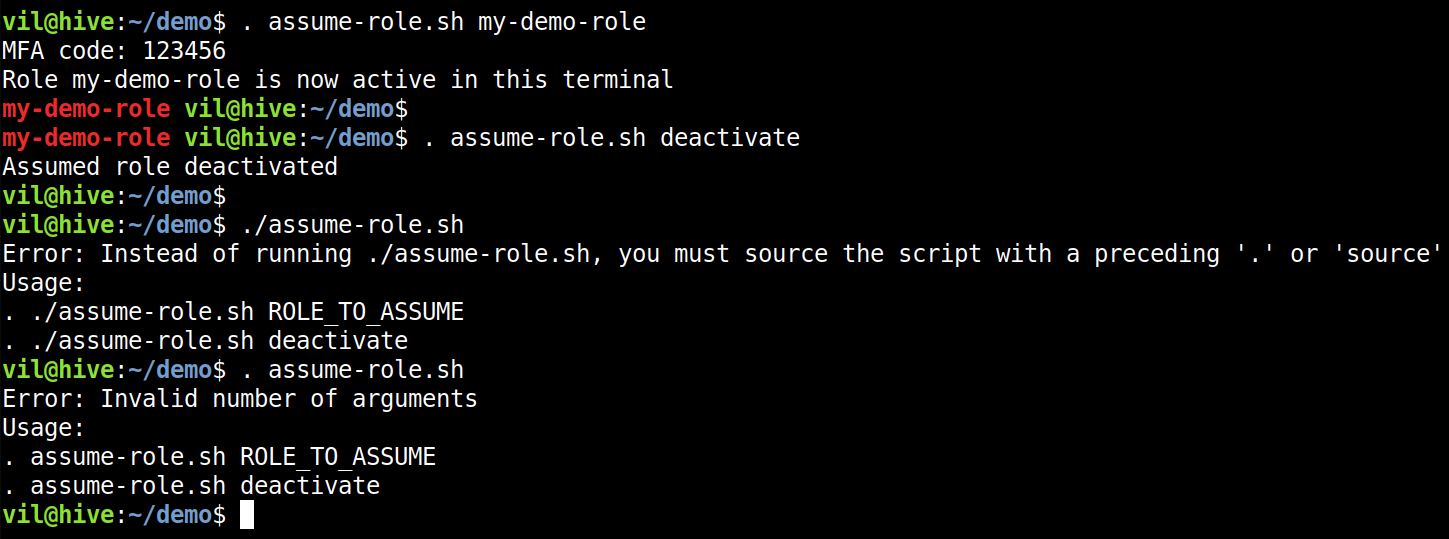 vil@hive:~/demo$ . assume-role.sh my-demo-role
MFA code: 123456
Role my-demo-role is now active in this terminal
my-demo-role vil@hive:~/demo$
my-demo-role vil@hive:~/demo$ . assume-role.sh deactivate
Assumed role deactivated
vil@hive:~/demo$
vil@hive:~/demo$ ./assume-role.sh
Error: Instead of running ./assume-role.sh, you must source the script with a preceding '.' or 'source'
Usage:
. ./assume-role.sh ROLE_TO_ASSUME
. ./assume-role.sh deactivate
vil@hive:~/demo$ . assume-role.sh
Error: Invalid number of arguments
Usage:
. assume-role.sh ROLE_TO_ASSUME
. assume-role.sh deactivate
vil@hive:~/demo$